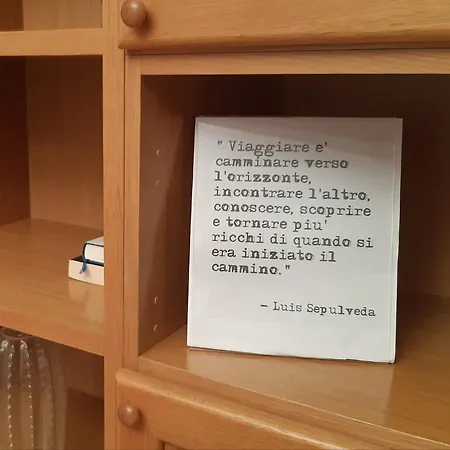 " Viaggiare e'
camminare verso
l'orizzonte,
incontrare l'altro,
conoscere, scoprire
e tornare piu'
ricchi di quando si
era iniziato il
cammino."
— Luis Sepulveda